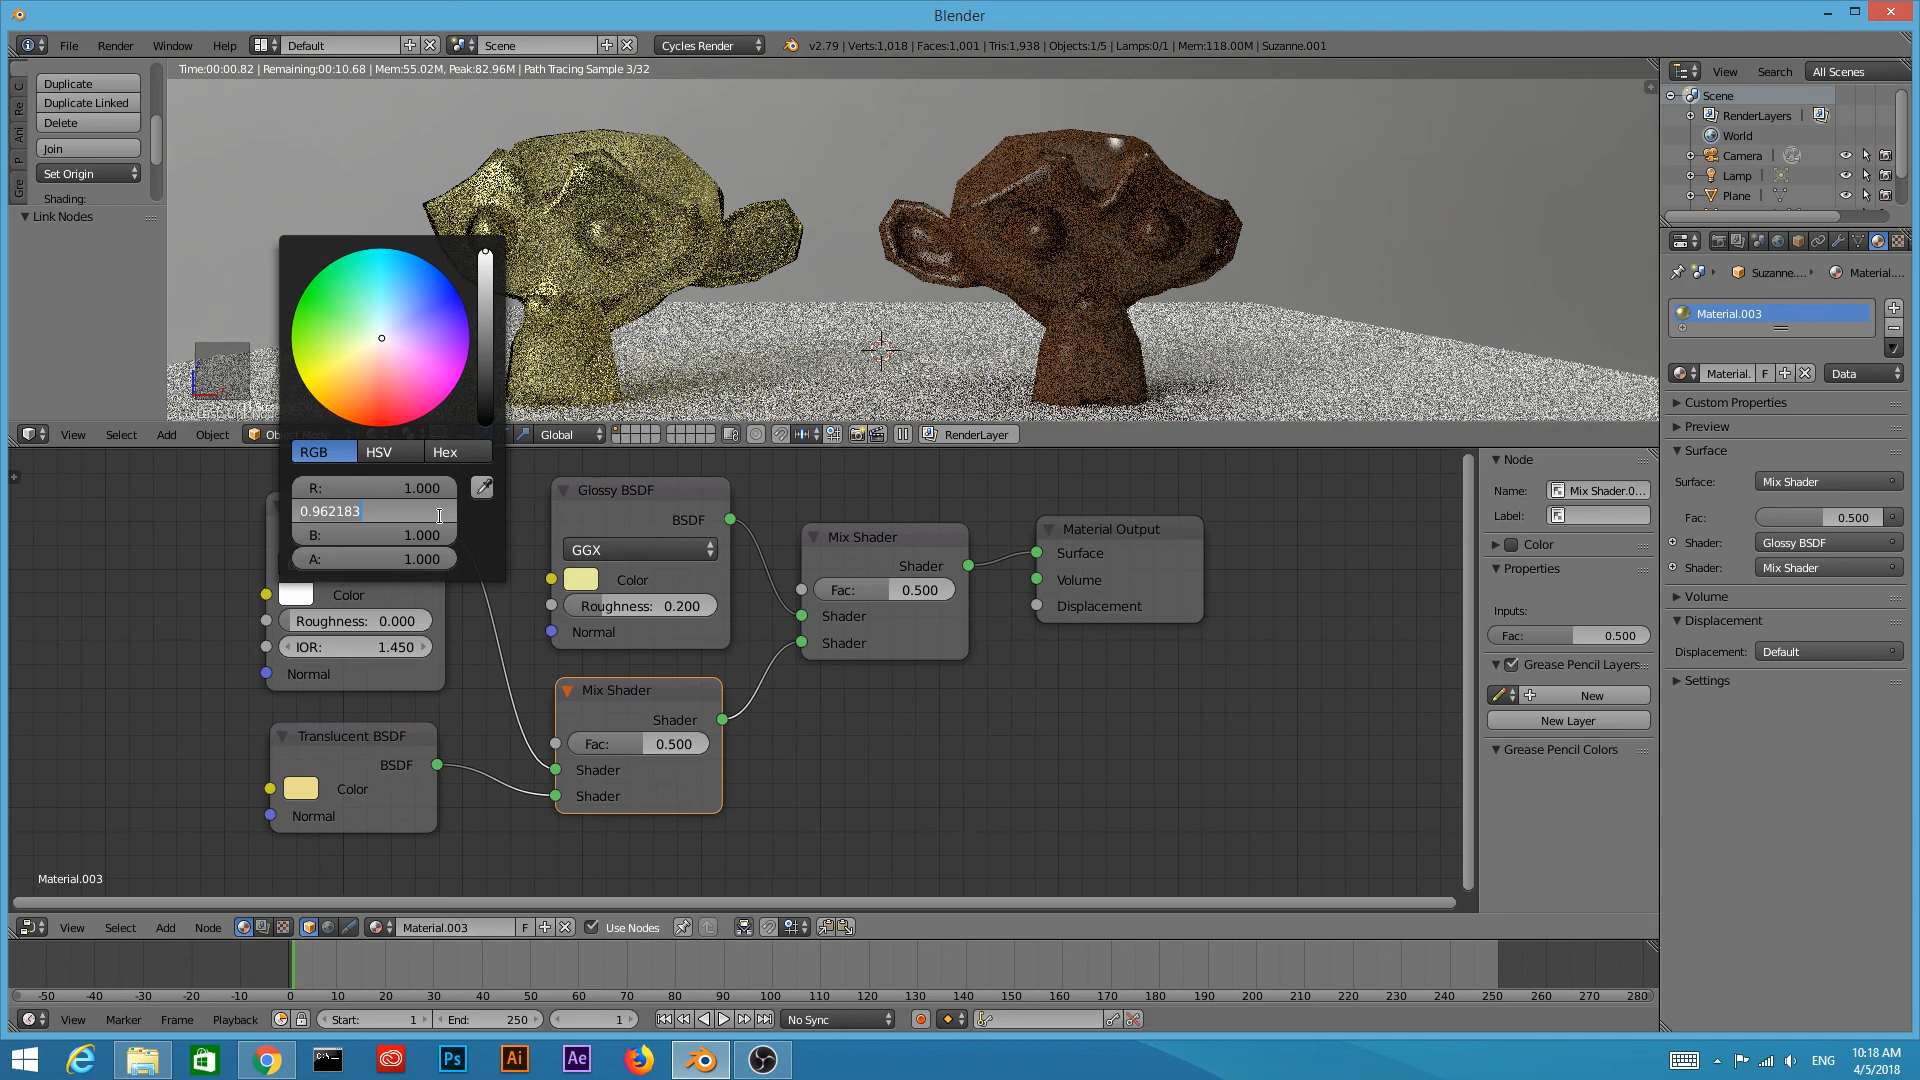 Blender
File Render Window Help Default Scene Cycles Render v2.79 | Verts:1,018 | Faces:1,001 | Tris:1,938 | Objects:1/5 | Lamps:0/1 | Mem:118.00M | Suzanne.001
Time:00:00.82 | Remaining:00:10.68 | Mem:55.02M, Peak:82.96M | Path Tracing Sample 3/32
Duplicate
Duplicate Linked
Delete
Join
Set Origin
Shading:
Link Nodes
C
Re
Ani
P
Gre
View Search All Scenes
Scene
RenderLayers
World
Camera
Lamp
Plane
Suzanne.... Material....
Material.003
Material. F Data
Custom Properties
Preview
Surface
Surface: Mix Shader
Fac: 0.500
Shader: Glossy BSDF
Shader: Mix Shader
Volume
Displacement
Displacement: Default
Settings
View Select Add Object Global RenderLayer
RGB HSV Hex
R: 1.000
0.962183
B: 1.000
A: 1.000
Color
Roughness: 0.000
IOR: 1.450
Normal
Translucent BSDF
BSDF
Color
Normal
Glossy BSDF
BSDF
GGX
Color
Roughness: 0.200
Normal
Mix Shader
Shader
Fac: 0.500
Shader
Shader
Mix Shader
Shader
Fac: 0.500
Shader
Shader
Material Output
Surface
Volume
Displacement
Node
Name: Mix Shader.0...
Label:
Color
Properties
Inputs:
Fac: 0.500
Grease Pencil Layers
New
New Layer
Grease Pencil Colors
Material.003
View Select Add Node Material.003 F Use Nodes
-50 -40 -30 -20 -10 0 10 20 30 40 50 60 70 80 90 100 110 120 130 140 150 160 170 180 190 200 210 220 230 240 250 260 270 280
View Marker Frame Playback Start: 1 End: 250 1 No Sync
Ps Ai Ae
ENG
10:18 AM
4/5/2018